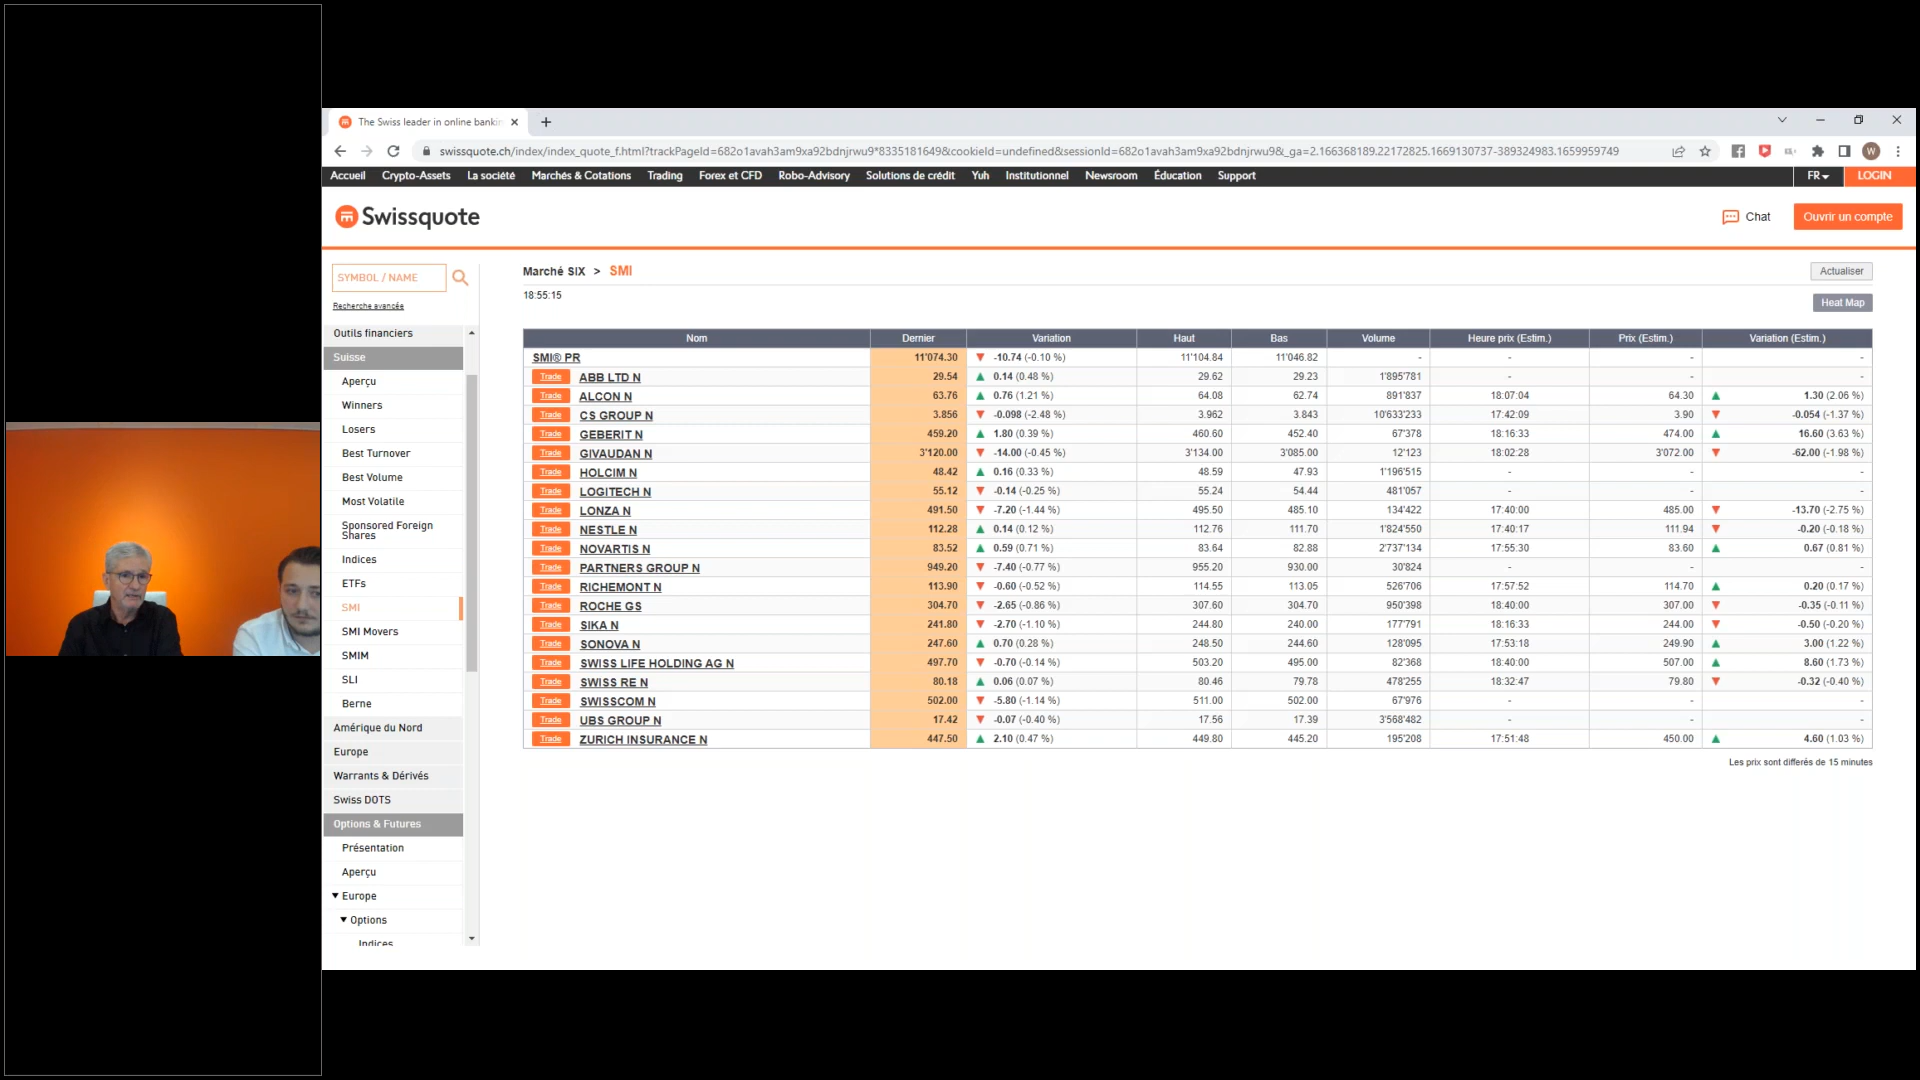 The Swiss leader in online bankin
swissquote.ch/index/index_quote_f.html?trackPageId=682o1avah3am9xa92bdnjrwu9*8335181649&cookieId=undefined&sessionId=682o1avah3am9xa92bdnjrwu9&_ga=2.166368189.22172825.1669130737-389324983.1659959749
W
Accueil Crypto-Assets La société Marchés & Cotations Trading Forex et CFD Robo-Advisory Solutions de crédit Yuh Institutionnel Newsroom Éducation Support FR LOGIN
Swissquote
Chat Ouvrir un compte
SYMBOL / NAME
Recherche avancée
Outils financiers
Suisse
Aperçu
Winners
Losers
Best Turnover
Best Volume
Most Volatile
Sponsored Foreign
Shares
Indices
ETFs
SMI
SMI Movers
SMIM
SLI
Berne
Amérique du Nord
Europe
Warrants & Dérivés
Swiss DOTS
Options & Futures
Présentation
Aperçu
Europe
Options
Indices
Marché SIX > SMI
Actualiser
18:55:15
Heat Map
Nom Dernier Variation Haut Bas Volume Heure prix (Estim.) Prix (Estim.) Variation (Estim.)
SMI® PR 11'074.30 -10.74 (-0.10 %) 11'104.84 11'046.82 - - - -
Trade ABB LTD N 29.54 0.14 (0.48 %) 29.62 29.23 1'895'781 - - -
Trade ALCON N 63.76 0.76 (1.21 %) 64.08 62.74 891'837 18:07:04 64.30 1.30 (2.06 %)
Trade CS GROUP N 3.856 -0.098 (-2.48 %) 3.962 3.843 10'633'233 17:42:09 3.90 -0.054 (-1.37 %)
Trade GEBERIT N 459.20 1.80 (0.39 %) 460.60 452.40 67'378 18:16:33 474.00 16.60 (3.63 %)
Trade GIVAUDAN N 3'120.00 -14.00 (-0.45 %) 3'134.00 3'085.00 12'123 18:02:28 3'072.00 -62.00 (-1.98 %)
Trade HOLCIM N 48.42 0.16 (0.33 %) 48.59 47.93 1'196'515 - - -
Trade LOGITECH N 55.12 -0.14 (-0.25 %) 55.24 54.44 481'057 - - -
Trade LONZA N 491.50 -7.20 (-1.44 %) 495.50 485.10 134'422 17:40:00 485.00 -13.70 (-2.75 %)
Trade NESTLE N 112.28 0.14 (0.12 %) 112.76 111.70 1'824'550 17:40:17 111.94 -0.20 (-0.18 %)
Trade NOVARTIS N 83.52 0.59 (0.71 %) 83.64 82.88 2'737'134 17:55:30 83.60 0.67 (0.81 %)
Trade PARTNERS GROUP N 949.20 -7.40 (-0.77 %) 955.20 930.00 30'824 - - -
Trade RICHEMONT N 113.90 -0.60 (-0.52 %) 114.55 113.05 526'706 17:57:52 114.70 0.20 (0.17 %)
Trade ROCHE GS 304.70 -2.65 (-0.86 %) 307.60 304.70 950'398 18:40:00 307.00 -0.35 (-0.11 %)
Trade SIKA N 241.80 -2.70 (-1.10 %) 244.80 240.00 177'791 18:16:33 244.00 -0.50 (-0.20 %)
Trade SONOVA N 247.60 0.70 (0.28 %) 248.50 244.60 128'095 17:53:18 249.90 3.00 (1.22 %)
Trade SWISS LIFE HOLDING AG N 497.70 -0.70 (-0.14 %) 503.20 495.00 82'368 18:40:00 507.00 8.60 (1.73 %)
Trade SWISS RE N 80.18 0.06 (0.07 %) 80.46 79.78 478'255 18:32:47 79.80 -0.32 (-0.40 %)
Trade SWISSCOM N 502.00 -5.80 (-1.14 %) 511.00 502.00 67'976 - - -
Trade UBS GROUP N 17.42 -0.07 (-0.40 %) 17.56 17.39 3'568'482 - - -
Trade ZURICH INSURANCE N 447.50 2.10 (0.47 %) 449.80 445.20 195'208 17:51:48 450.00 4.60 (1.03 %)
Les prix sont differés de 15 minutes